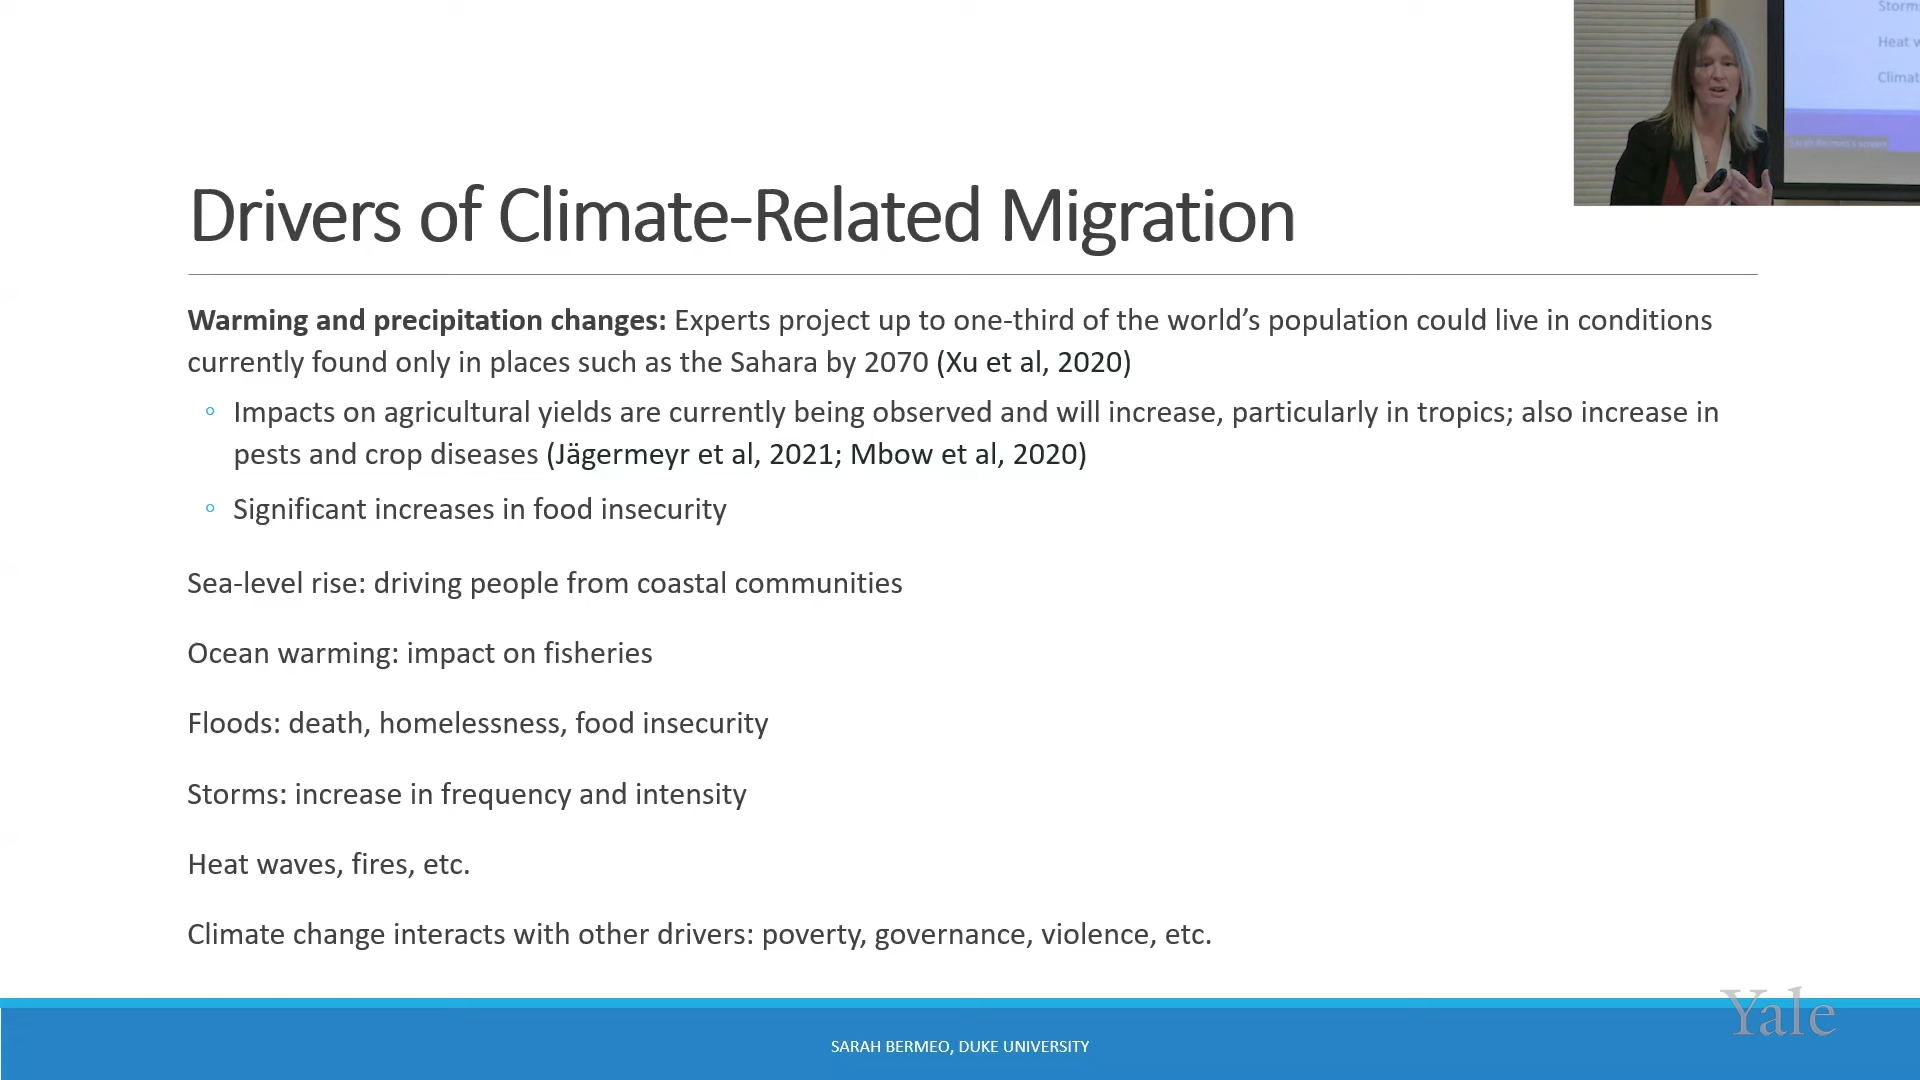 Storm
Heat w
Climat
Sarah Bermeo's screen
Drivers of Climate-Related Migration
Warming and precipitation changes: Experts project up to one-third of the world’s population could live in conditions
currently found only in places such as the Sahara by 2070 (Xu et al, 2020)
◦ Impacts on agricultural yields are currently being observed and will increase, particularly in tropics; also increase in
pests and crop diseases (Jägermeyr et al, 2021; Mbow et al, 2020)
◦ Significant increases in food insecurity
Sea-level rise: driving people from coastal communities
Ocean warming: impact on fisheries
Floods: death, homelessness, food insecurity
Storms: increase in frequency and intensity
Heat waves, fires, etc.
Climate change interacts with other drivers: poverty, governance, violence, etc.
Yale
SARAH BERMEO, DUKE UNIVERSITY